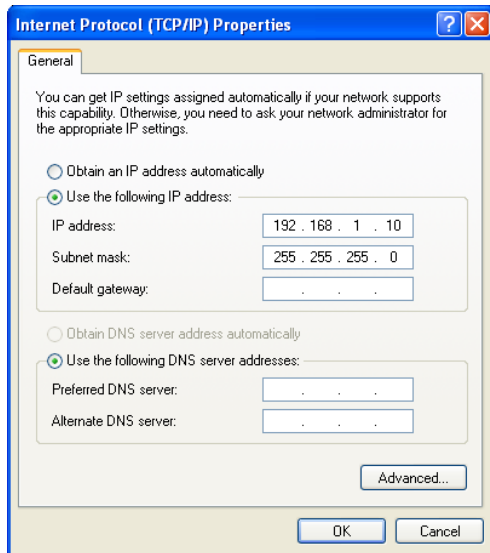 Internet Protocol (TCP/IP) Properties
General
You can get IP settings assigned automatically if your network supports
this capability. Otherwise, you need to ask your network administrator for
the appropriate IP settings.
Obtain an IP address automatically
Use the following IP address:
IP address: 192 . 168 . 1 . 10
Subnet mask: 255 . 255 . 255 . 0
Default gateway: . . .
Obtain DNS server address automatically
Use the following DNS server addresses:
Preferred DNS server: . . .
Alternate DNS server: . . .
Advanced...
OK Cancel